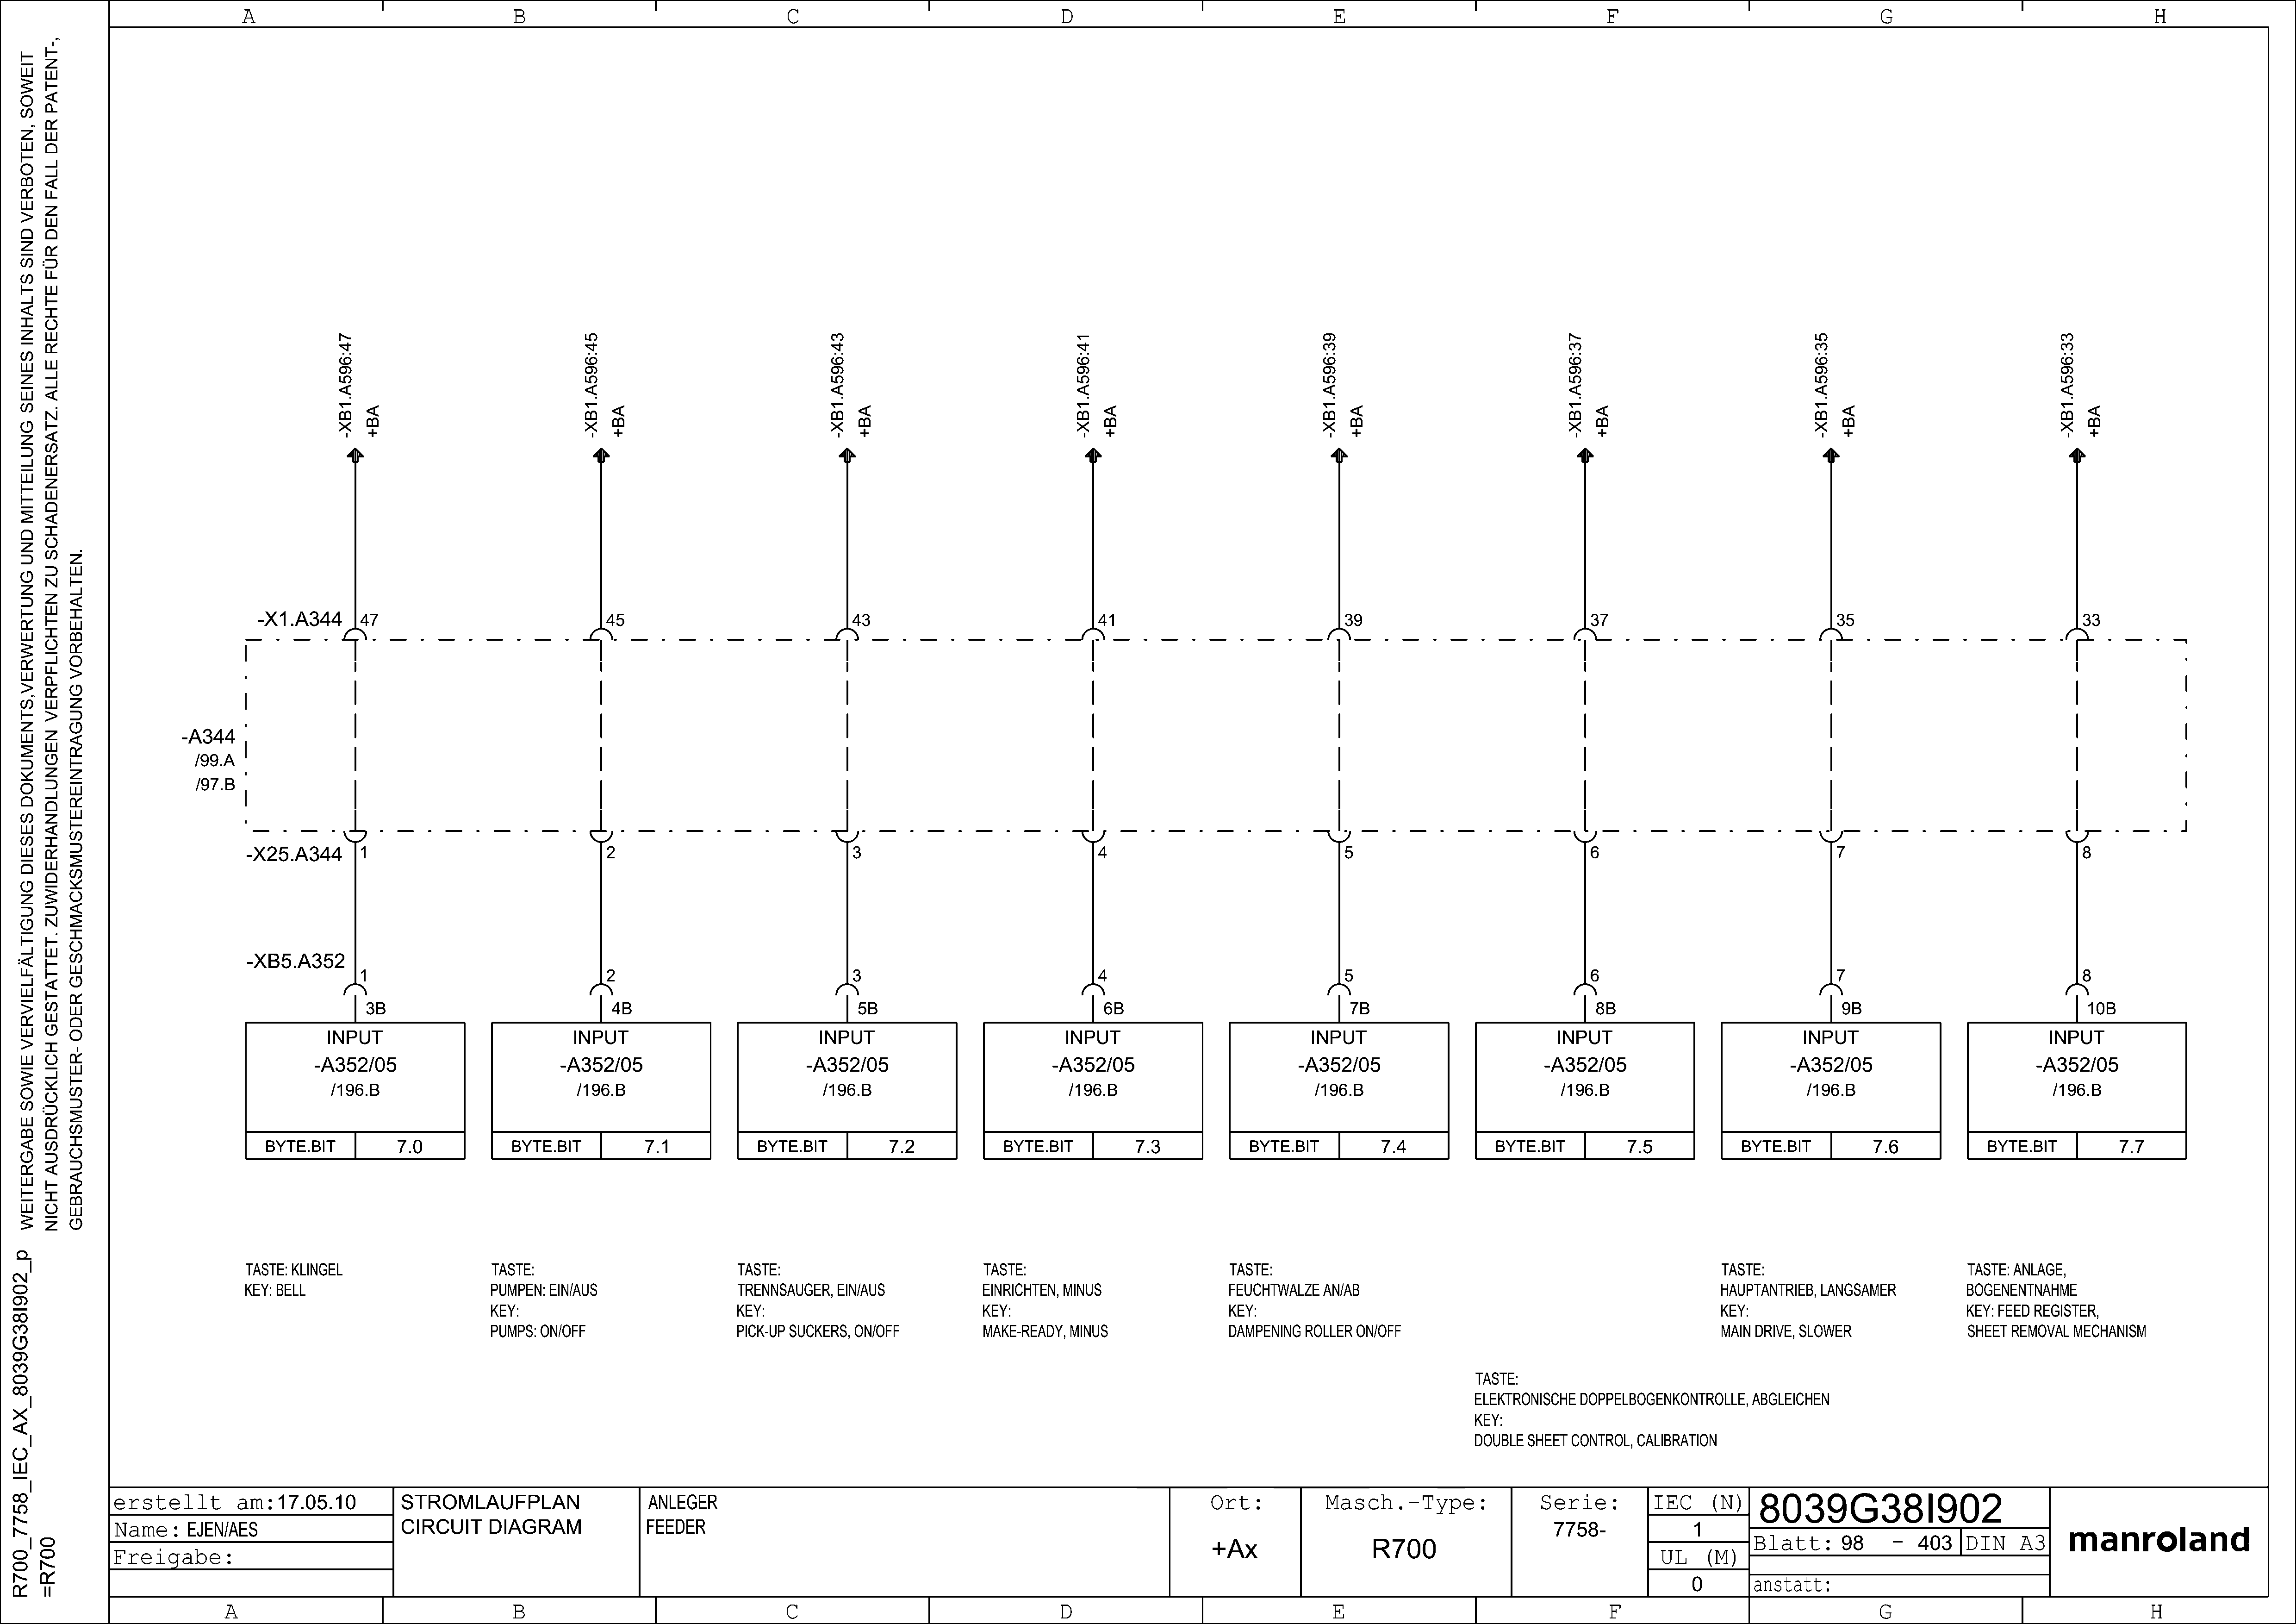 A B C D E F G H
WEITERGABE SOWIE VERVIELFÄLTIGUNG DIESES DOKUMENTS,VERWERTUNG UND MITTEILUNG SEINES INHALTS SIND VERBOTEN, SOWEIT
NICHT AUSDRÜCKLICH GESTATTET. ZUWIDERHANDLUNGEN VERPFLICHTEN ZU SCHADENERSATZ. ALLE RECHTE FÜR DEN FALL DER PATENT-,
GEBRAUCHSMUSTER- ODER GESCHMACKSMUSTEREINTRAGUNG VORBEHALTEN.
R700_7758_IEC_AX_8039G38I902_p
=R700
-XB1.A596:47
+BA
-XB1.A596:45
+BA
-XB1.A596:43
+BA
-XB1.A596:41
+BA
-XB1.A596:39
+BA
-XB1.A596:37
+BA
-XB1.A596:35
+BA
-XB1.A596:33
+BA
-X1.A344 47 45 43 41 39 37 35 33
-A344
/99.A
/97.B
-X25.A344 1 2 3 4 5 6 7 8
-XB5.A352
1 2 3 4 5 6 7 8
3B 4B 5B 6B 7B 8B 9B 10B
INPUT INPUT INPUT INPUT INPUT INPUT INPUT INPUT
-A352/05 -A352/05 -A352/05 -A352/05 -A352/05 -A352/05 -A352/05 -A352/05
/196.B /196.B /196.B /196.B /196.B /196.B /196.B /196.B
BYTE.BIT 7.0 BYTE.BIT 7.1 BYTE.BIT 7.2 BYTE.BIT 7.3 BYTE.BIT 7.4 BYTE.BIT 7.5 BYTE.BIT 7.6 BYTE.BIT 7.7
TASTE: KLINGEL
KEY: BELL
TASTE:
PUMPEN: EIN/AUS
KEY:
PUMPS: ON/OFF
TASTE:
TRENNSAUGER, EIN/AUS
KEY:
PICK-UP SUCKERS, ON/OFF
TASTE:
EINRICHTEN, MINUS
KEY:
MAKE-READY, MINUS
TASTE:
FEUCHTWALZE AN/AB
KEY:
DAMPENING ROLLER ON/OFF
TASTE:
ELEKTRONISCHE DOPPELBOGENKONTROLLE, ABGLEICHEN
KEY:
DOUBLE SHEET CONTROL, CALIBRATION
TASTE:
HAUPTANTRIEB, LANGSAMER
KEY:
MAIN DRIVE, SLOWER
TASTE: ANLAGE,
BOGENENTNAHME
KEY: FEED REGISTER,
SHEET REMOVAL MECHANISM
erstellt am:17.05.10
Name: EJEN/AES
Freigabe:
STROMLAUFPLAN
CIRCUIT DIAGRAM
ANLEGER
FEEDER
Ort:
+Ax
Masch.-Type:
R700
Serie:
7758-
IEC (N)
1
UL (M)
0
8039G38I902
Blatt: 98 - 403 DIN A3
anstatt:
manroland
A B C D E F G H